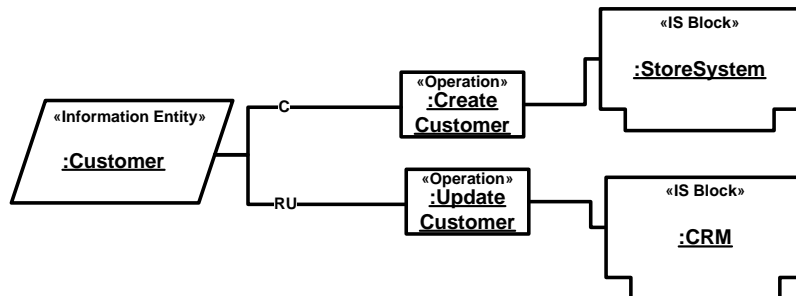 «Information Entity»
:Customer
C
RU
«Operation»
:Create
Customer
«Operation»
:Update
Customer
«IS Block»
:StoreSystem
«IS Block»
:CRM